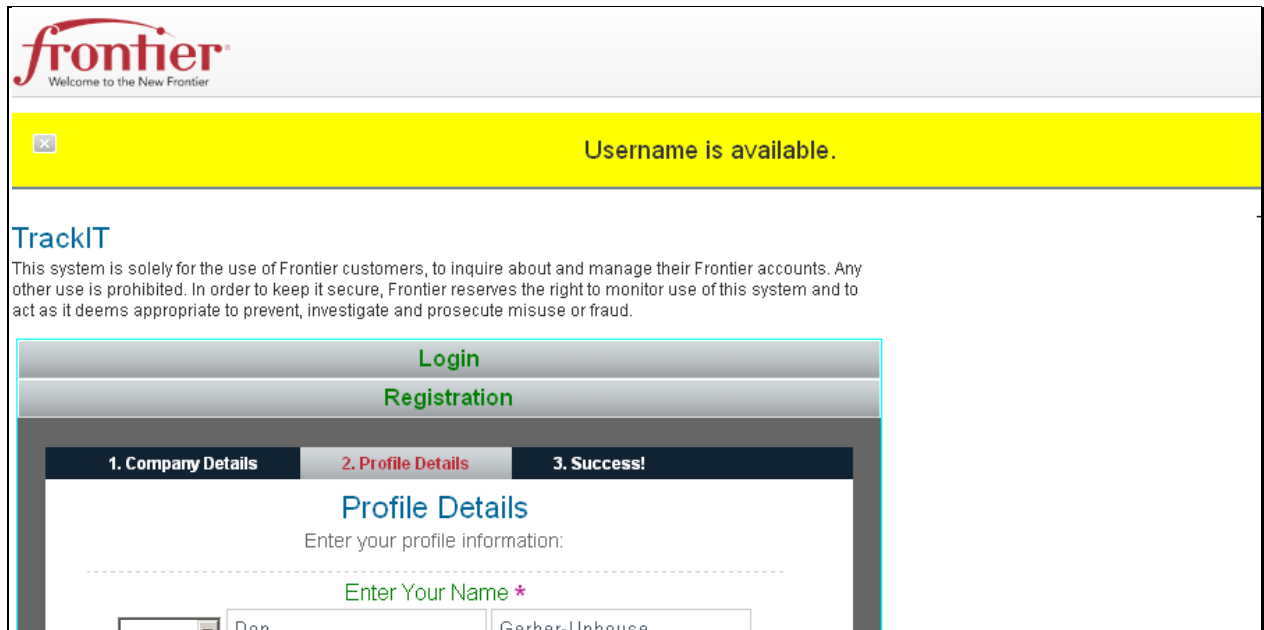 frontier®
Welcome to the New Frontier
Username is available.
TrackIT
This system is solely for the use of Frontier customers, to inquire about and manage their Frontier accounts. Any
other use is prohibited. In order to keep it secure, Frontier reserves the right to monitor use of this system and to
act as it deems appropriate to prevent, investigate and prosecute misuse or fraud.
Login
Registration
1. Company Details 2. Profile Details 3. Success!
Profile Details
Enter your profile information:
Enter Your Name *
Don Gerber-Uphouse